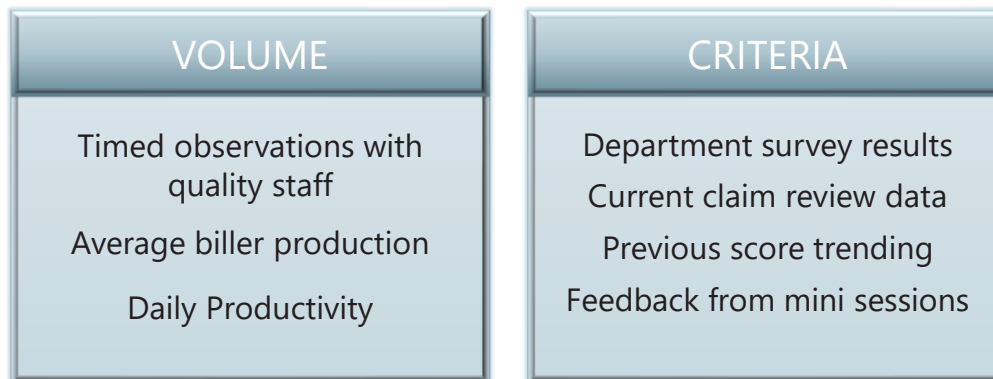 VOLUME
Timed observations with
quality staff
Average biller production
Daily Productivity
CRITERIA
Department survey results
Current claim review data
Previous score trending
Feedback from mini sessions